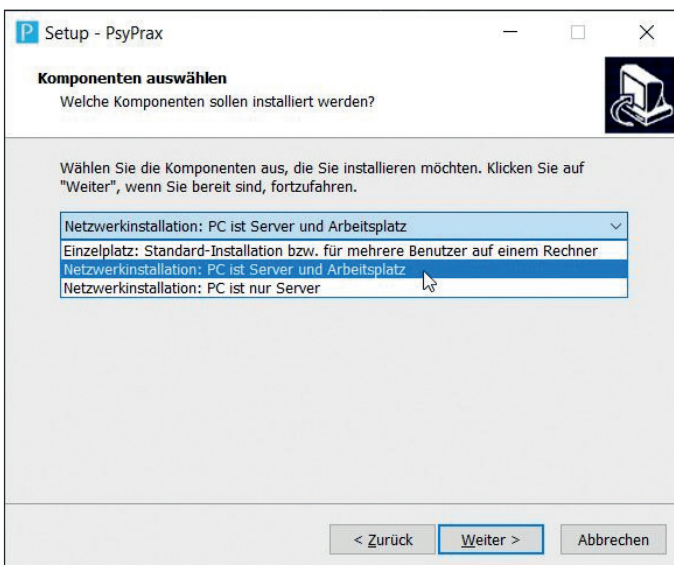 P Setup - PsyPrax
Komponenten auswählen
Welche Komponenten sollen installiert werden?
Wählen Sie die Komponenten aus, die Sie installieren möchten. Klicken Sie auf
"Weiter", wenn Sie bereit sind, fortzufahren.
Netzwerkinstallation: PC ist Server und Arbeitsplatz
Einzelplatz: Standard-Installation bzw. für mehrere Benutzer auf einem Rechner
Netzwerkinstallation: PC ist Server und Arbeitsplatz
Netzwerkinstallation: PC ist nur Server
< Zurück Weiter > Abbrechen